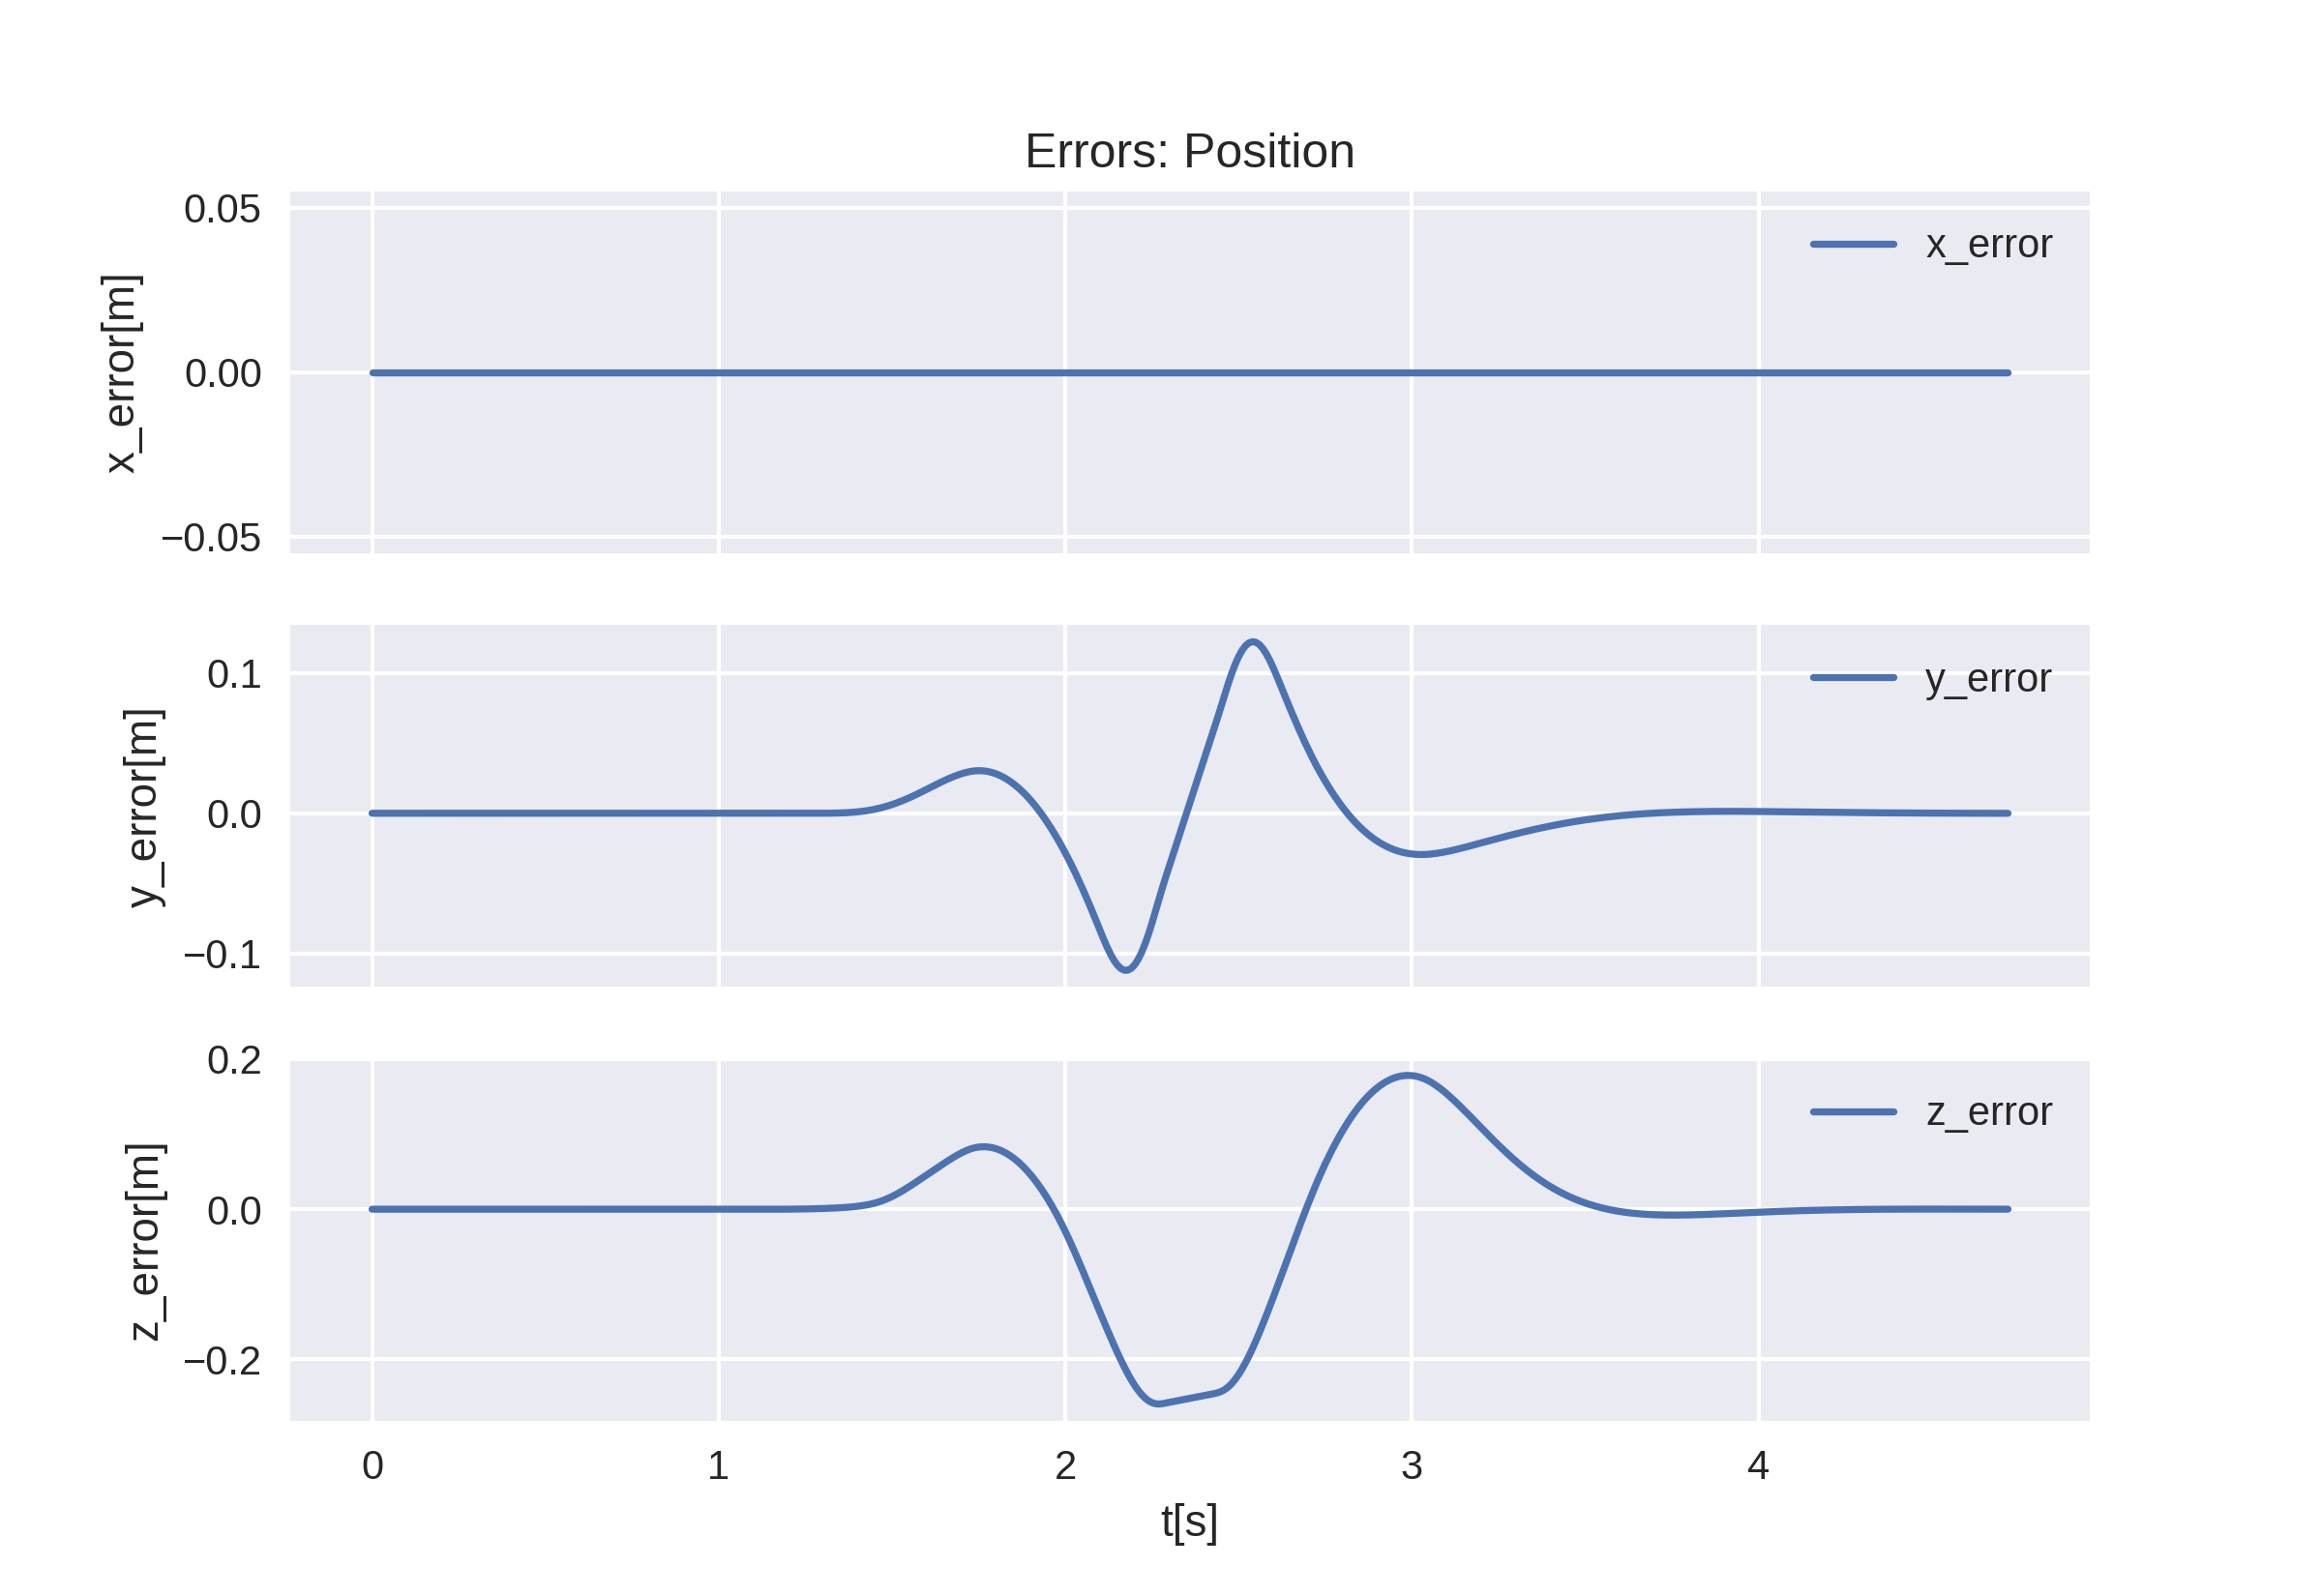 Errors: Position
0.05
0.00
−0.05
x_error[m]
x_error
0.1
0.0
−0.1
y_error[m]
y_error
0.2
0.0
−0.2
z_error[m]
z_error
0 1 2 3 4
t[s]